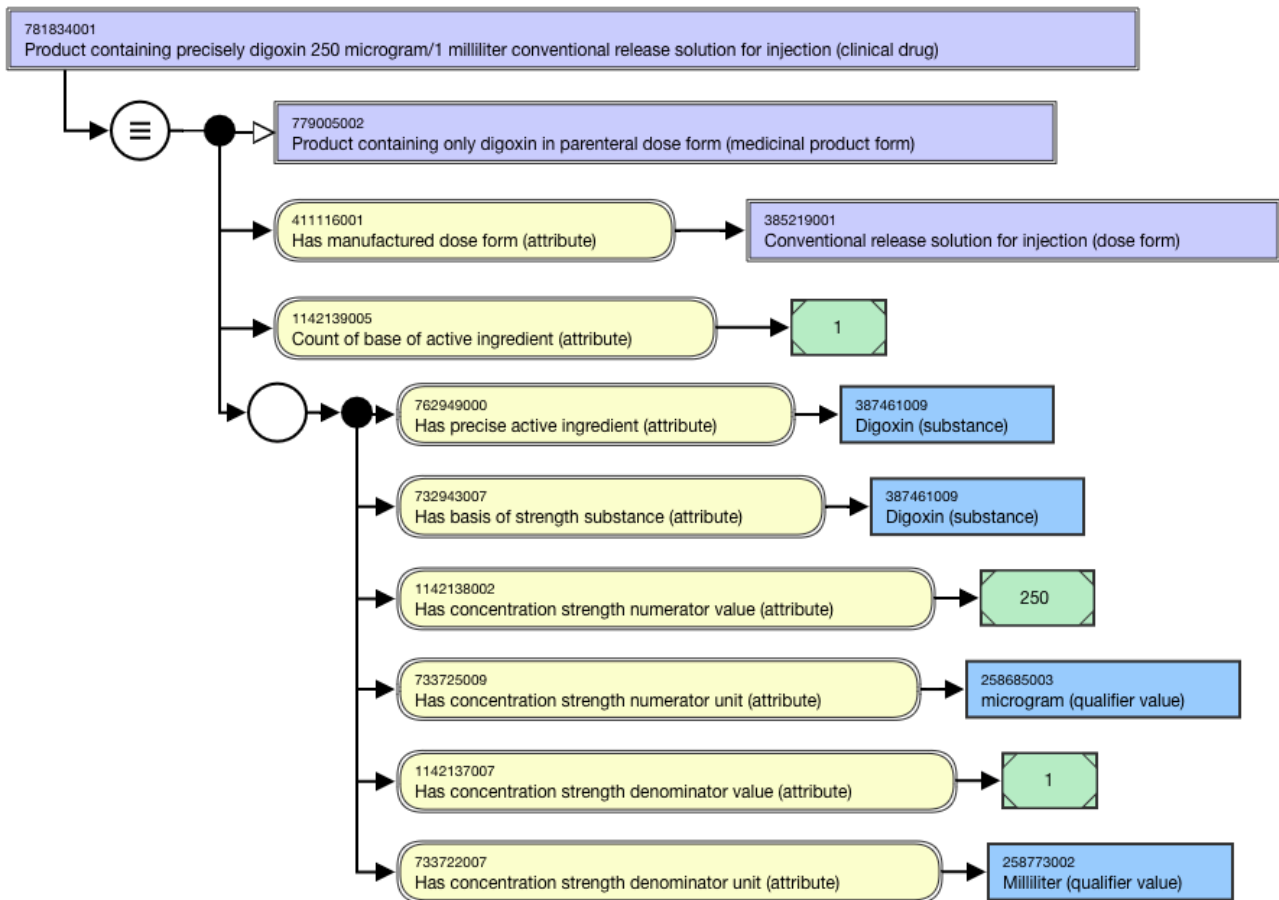 781834001
Product containing precisely digoxin 250 microgram/1 milliliter conventional release solution for injection (clinical drug)
779005002
Product containing only digoxin in parenteral dose form (medicinal product form)
411116001
Has manufactured dose form (attribute)
385219001
Conventional release solution for injection (dose form)
1142139005
Count of base of active ingredient (attribute)
1
762949000
Has precise active ingredient (attribute)
387461009
Digoxin (substance)
732943007
Has basis of strength substance (attribute)
387461009
Digoxin (substance)
1142138002
Has concentration strength numerator value (attribute)
250
733725009
Has concentration strength numerator unit (attribute)
258685003
microgram (qualifier value)
1142137007
Has concentration strength denominator value (attribute)
1
733722007
Has concentration strength denominator unit (attribute)
258773002
Milliliter (qualifier value)